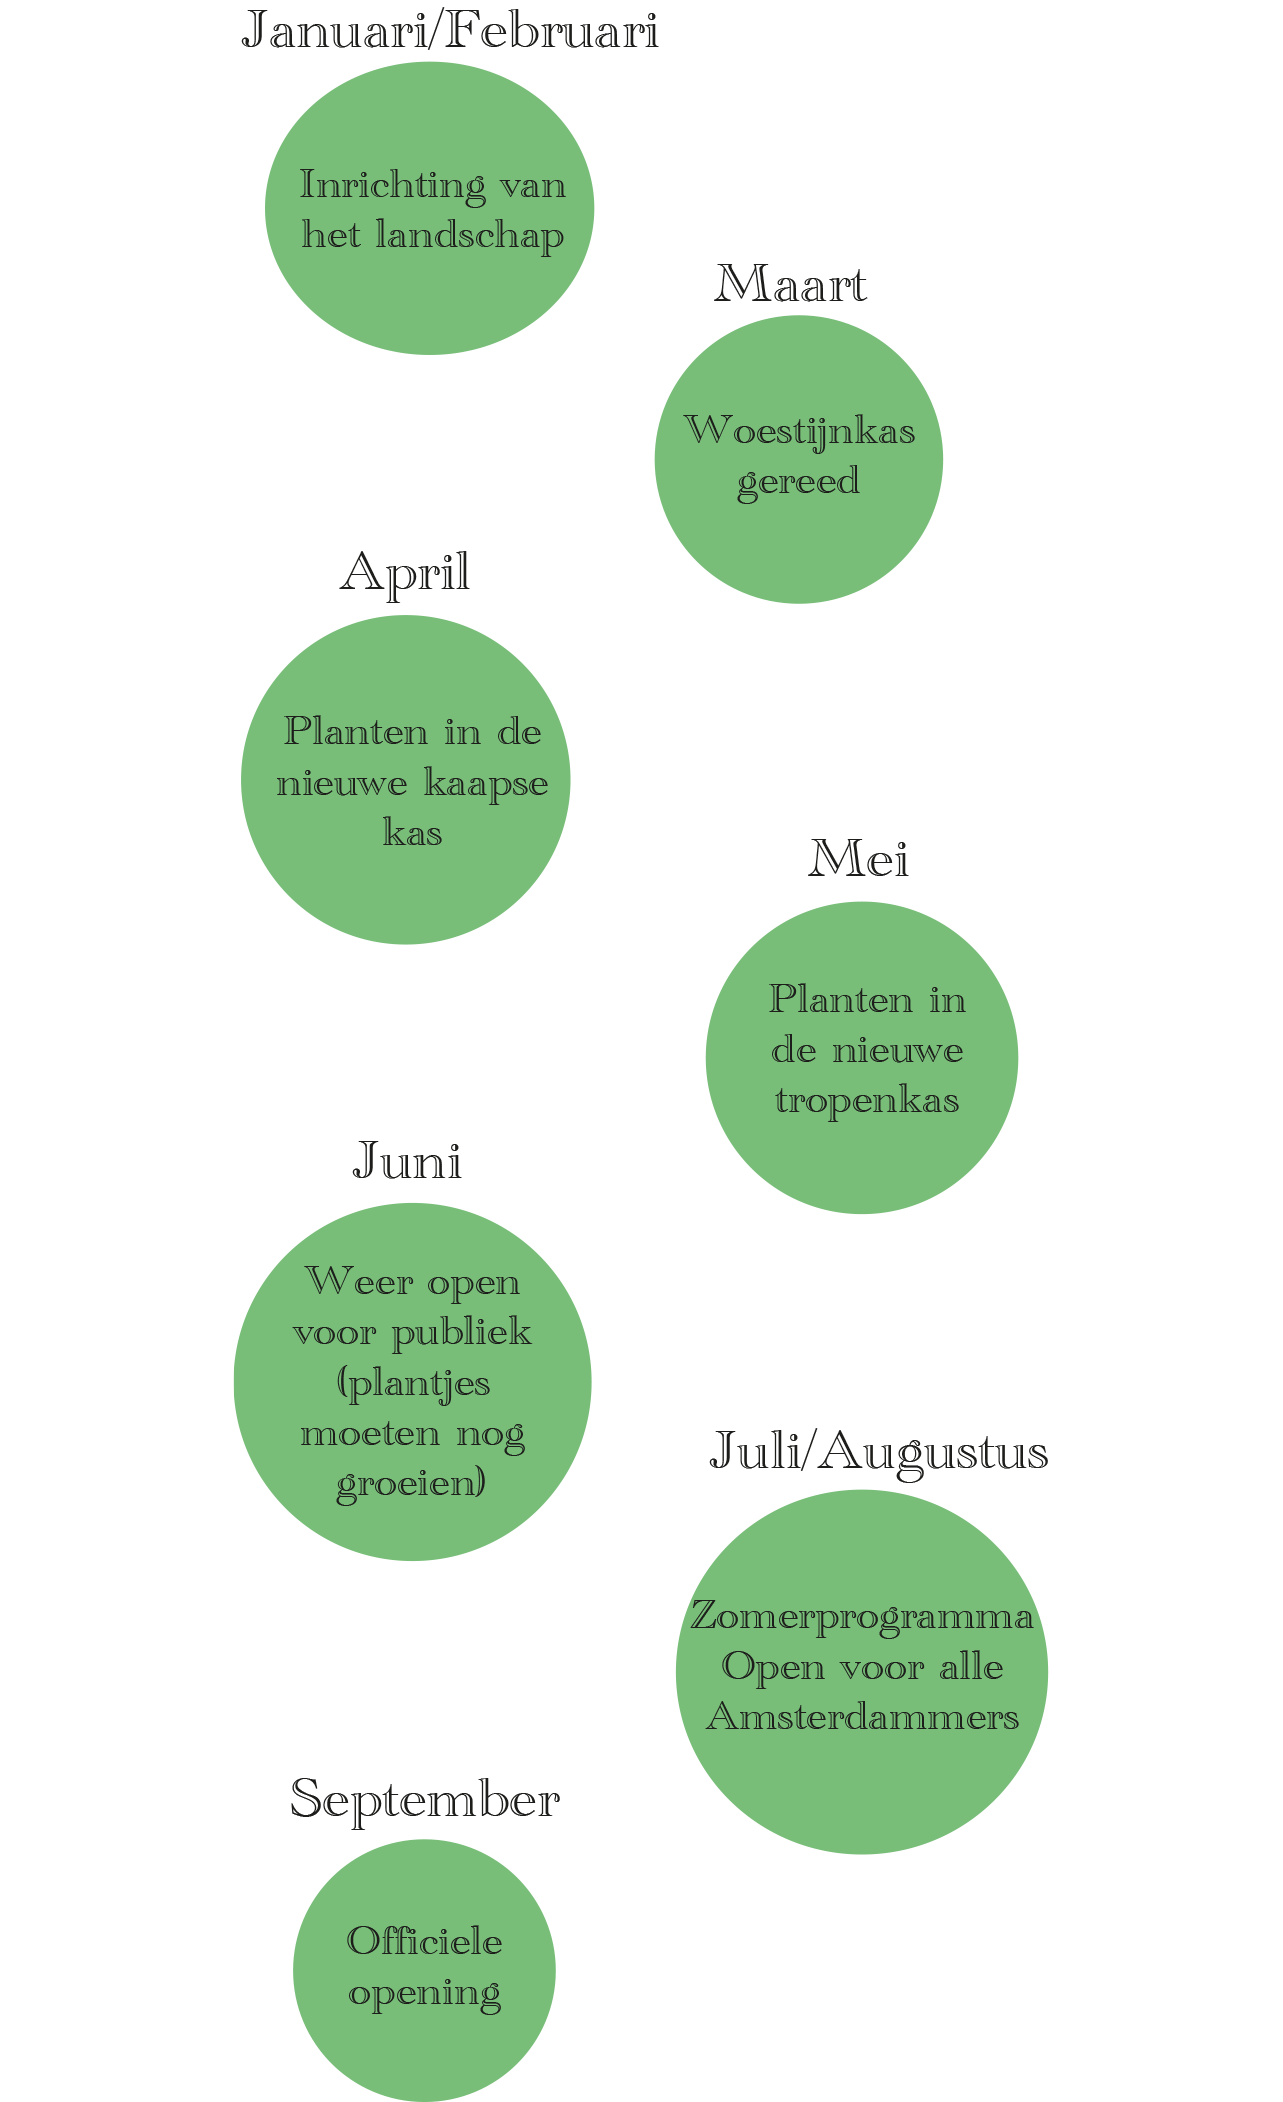 Januari/Februari
Inrichting van
het landschap
Maart
Woestijnkas
gereed
April
Planten in de
nieuwe kaapse
kas
Mei
Planten in
de nieuwe
tropenkas
Juni
Weer open
voor publiek
(plantjes
moeten nog
groeien)
Juli/Augustus
Zomerprogramma
Open voor alle
Amsterdammers
September
Officiele
opening